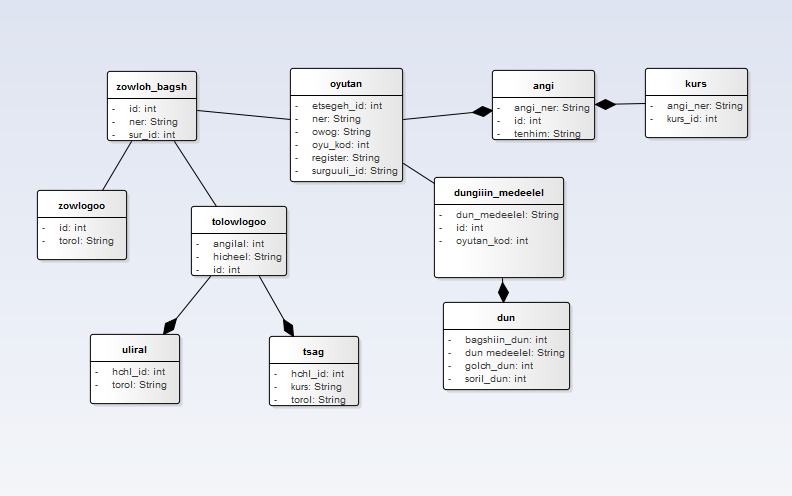 zowloh_bagsh
- id: int
- ner: String
- sur_id: int
oyutan
- etsegeh_id: int
- ner: String
- owog: String
- oyu_kod: int
- register: String
- surguuli_id: String
angi
- angi_ner: String
- id: int
- tenhim: String
kurs
- angi_ner: String
- kurs_id: int
zowlogoo
- id: int
- torol: String
tolowlogoo
- angilal: int
- hicheel: String
- id: int
dungiiin_medeelel
- dun_medeelel: String
- id: int
- oyutan_kod: int
uliral
- hchl_id: int
- torol: String
tsag
- hchl_id: int
- kurs: String
- torol: String
dun
- bagshiin_dun: int
- dun medeelel: String
- golch_dun: int
- soril_dun: int